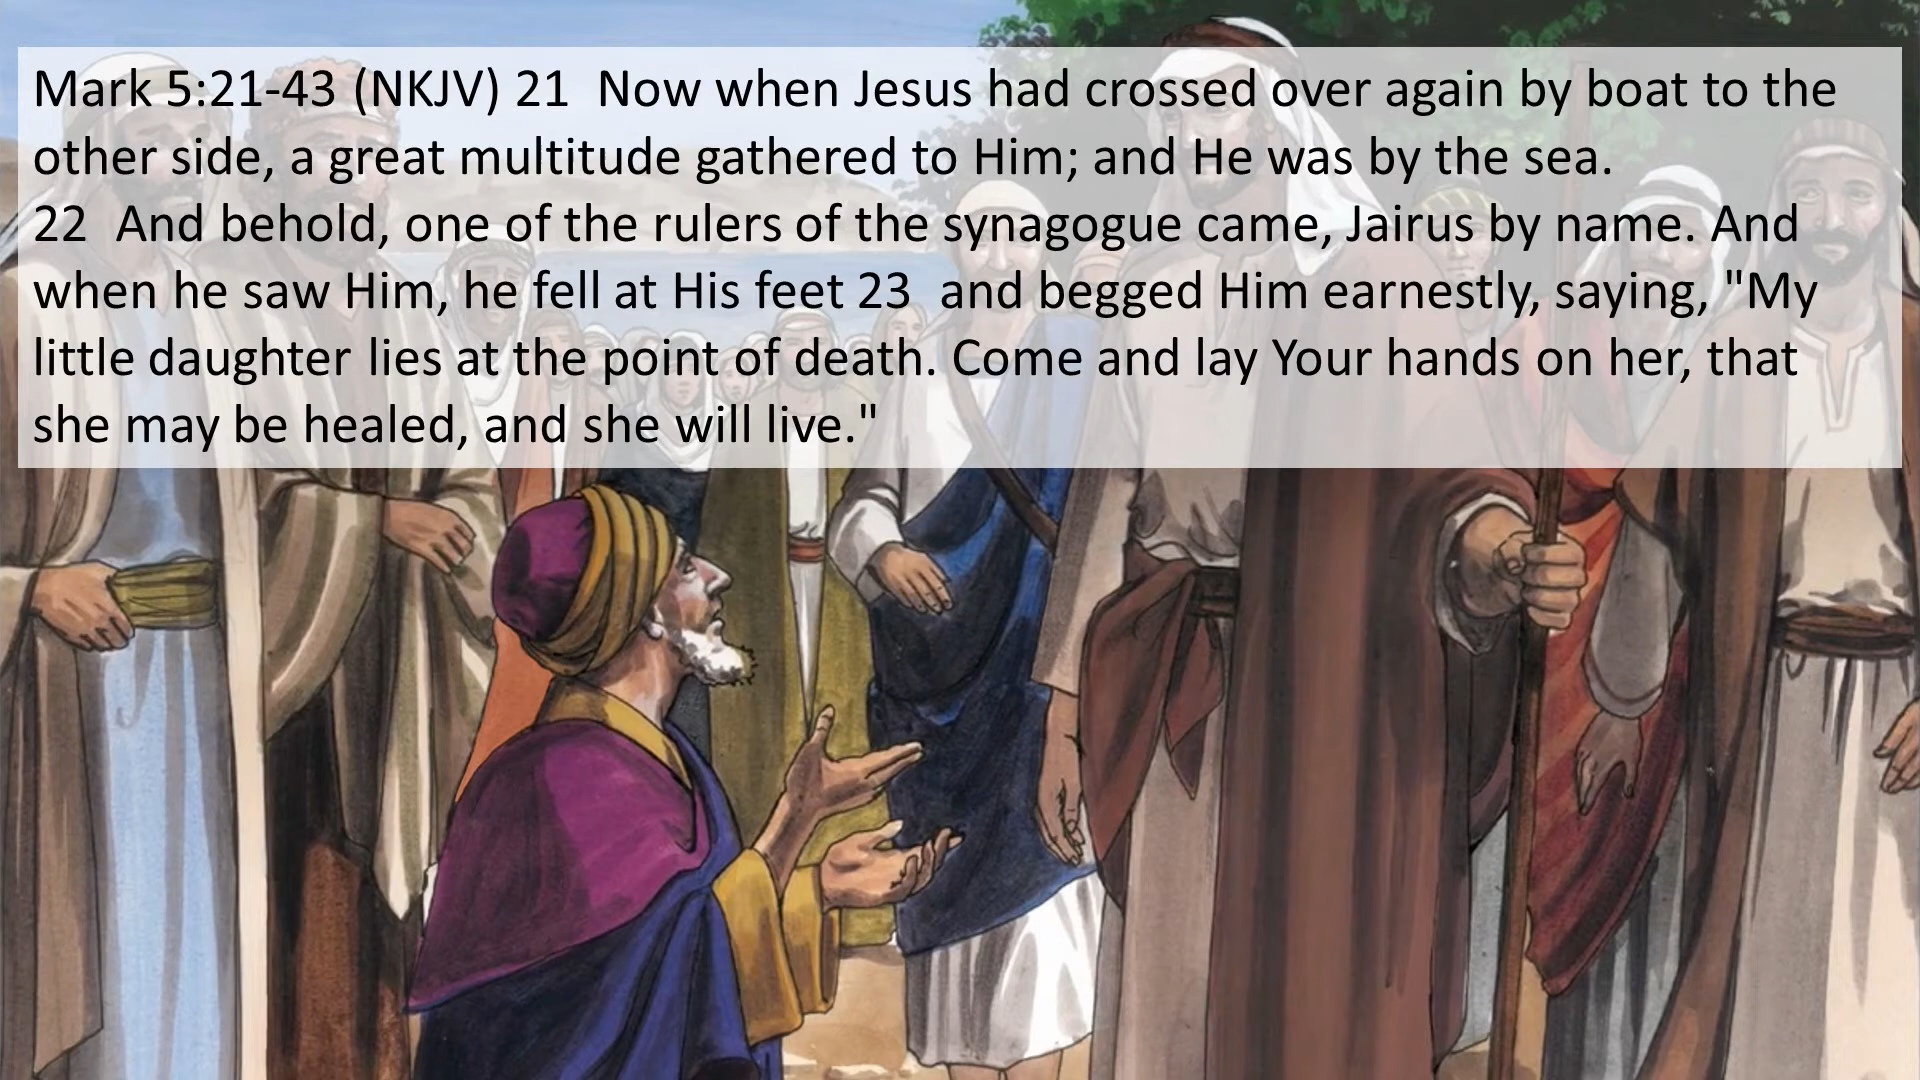 Mark 5:21-43 (NKJV) 21  Now when Jesus had crossed over again by boat to the
other side, a great multitude gathered to Him; and He was by the sea.
22  And behold, one of the rulers of the synagogue came, Jairus by name. And
when he saw Him, he fell at His feet 23  and begged Him earnestly, saying, "My
little daughter lies at the point of death. Come and lay Your hands on her, that
she may be healed, and she will live."